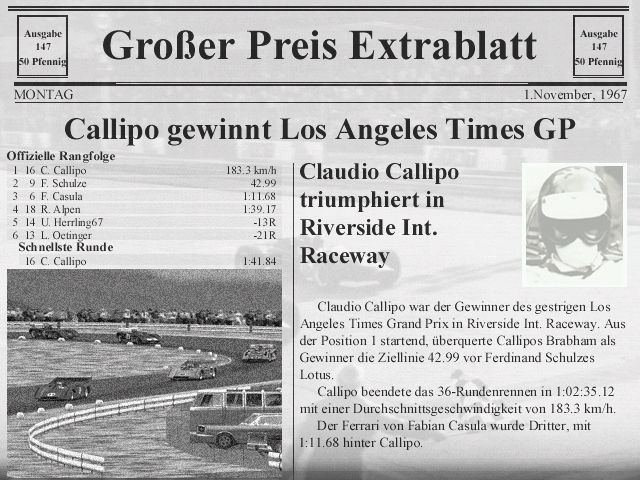 Ausgabe
147
50 Pfennig
Großer Preis Extrablatt
Ausgabe
147
50 Pfennig
MONTAG
1.November, 1967
Callipo gewinnt Los Angeles Times GP
Offizielle Rangfolge
1 16 C. Callipo 183.3 km/h
2 9 F. Schulze 42.99
3 6 F. Casula 1:11.68
4 18 R. Alpen 1:39.17
5 14 U. Herrling67 -13R
6 13 L. Oetinger -21R
Schnellste Runde
16 C. Callipo 1:41.84
Claudio Callipo
triumphiert in
Riverside Int.
Raceway
Claudio Callipo war der Gewinner des gestrigen Los
Angeles Times Grand Prix in Riverside Int. Raceway. Aus
der Position 1 startend, überquerte Callipos Brabham als
Gewinner die Ziellinie 42.99 vor Ferdinand Schulzes
Lotus.
Callipo beendete das 36-Rundenrennen in 1:02:35.12
mit einer Durchschnittsgeschwindigkeit von 183.3 km/h.
Der Ferrari von Fabian Casula wurde Dritter, mit
1:11.68 hinter Callipo.